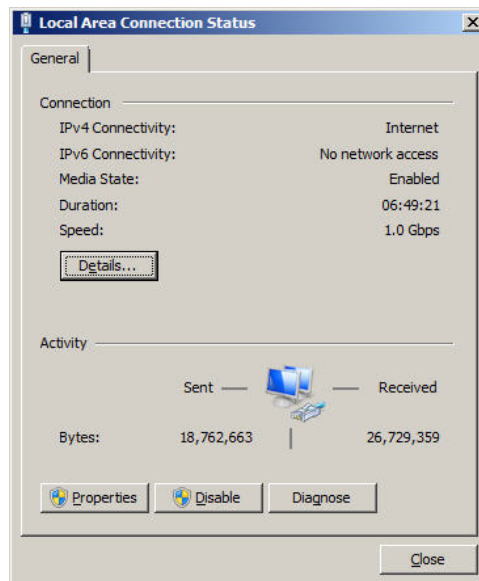 Local Area Connection Status
General
Connection
IPv4 Connectivity: Internet
IPv6 Connectivity: No network access
Media State: Enabled
Duration: 06:49:21
Speed: 1.0 Gbps
Details...
Activity
Sent Received
Bytes: 18,762,663 26,729,359
Properties Disable Diagnose
Close